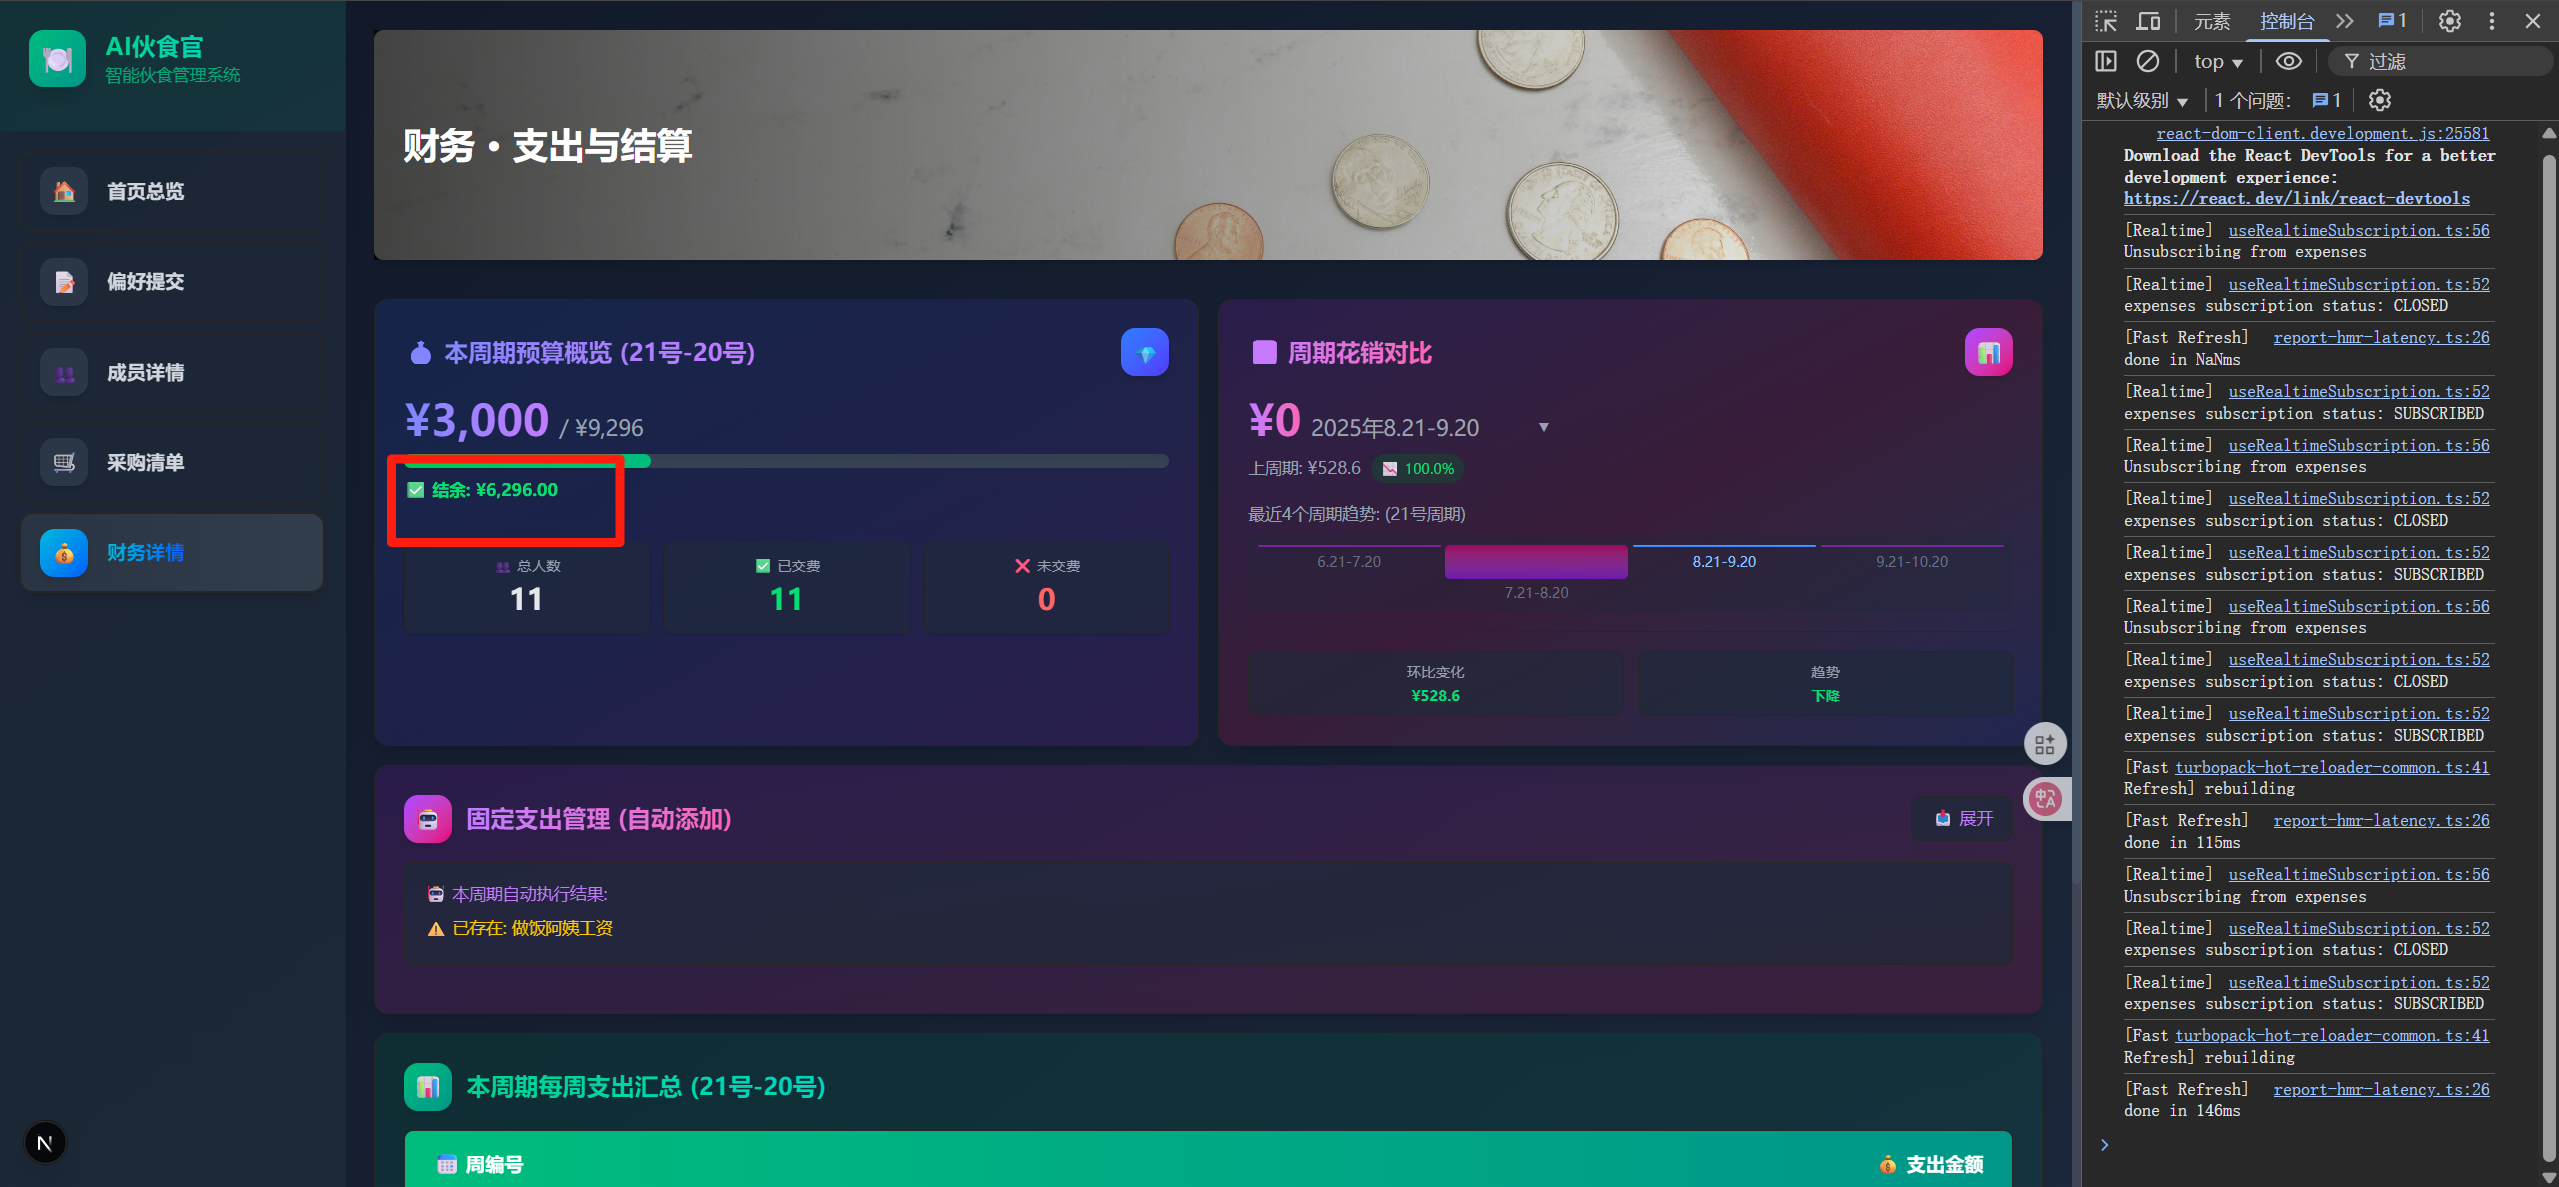 AI伙食官
智能伙食管理系统
首页总览
偏好提交
成员详情
采购清单
财务详情
N
财务 • 支出与结算
本周期预算概览 (21号-20号)
¥3,000 / ¥9,296
结余: ¥6,296.00
总人数
11
已交费
11
未交费
0
周期花销对比
¥0 2025年8.21-9.20 ▼
上周期: ¥528.6 100.0%
最近4个周期趋势: (21号周期)
6.21-7.20
7.21-8.20
8.21-9.20
9.21-10.20
环比变化
¥528.6
趋势
下降
固定支出管理 (自动添加)
展开
本周期自动执行结果:
已存在: 做饭阿姨工资
本周期每周支出汇总 (21号-20号)
周编号
支出金额
元素
控制台
1
top ▼
过滤
默认级别 ▼
1 个问题: 1
react-dom-client.development.js:25581
Download the React DevTools for a better
development experience:
https://react.dev/link/react-devtools
[Realtime] useRealtimeSubscription.ts:56
Unsubscribing from expenses
[Realtime] useRealtimeSubscription.ts:52
expenses subscription status: CLOSED
[Fast Refresh] report-hmr-latency.ts:26
done in NaNms
[Realtime] useRealtimeSubscription.ts:52
expenses subscription status: SUBSCRIBED
[Realtime] useRealtimeSubscription.ts:56
Unsubscribing from expenses
[Realtime] useRealtimeSubscription.ts:52
expenses subscription status: CLOSED
[Realtime] useRealtimeSubscription.ts:52
expenses subscription status: SUBSCRIBED
[Realtime] useRealtimeSubscription.ts:56
Unsubscribing from expenses
[Realtime] useRealtimeSubscription.ts:52
expenses subscription status: CLOSED
[Realtime] useRealtimeSubscription.ts:52
expenses subscription status: SUBSCRIBED
[Fast turbopack-hot-reloader-common.ts:41
Refresh] rebuilding
[Fast Refresh] report-hmr-latency.ts:26
done in 115ms
[Realtime] useRealtimeSubscription.ts:56
Unsubscribing from expenses
[Realtime] useRealtimeSubscription.ts:52
expenses subscription status: CLOSED
[Realtime] useRealtimeSubscription.ts:52
expenses subscription status: SUBSCRIBED
[Fast turbopack-hot-reloader-common.ts:41
Refresh] rebuilding
[Fast Refresh] report-hmr-latency.ts:26
done in 146ms